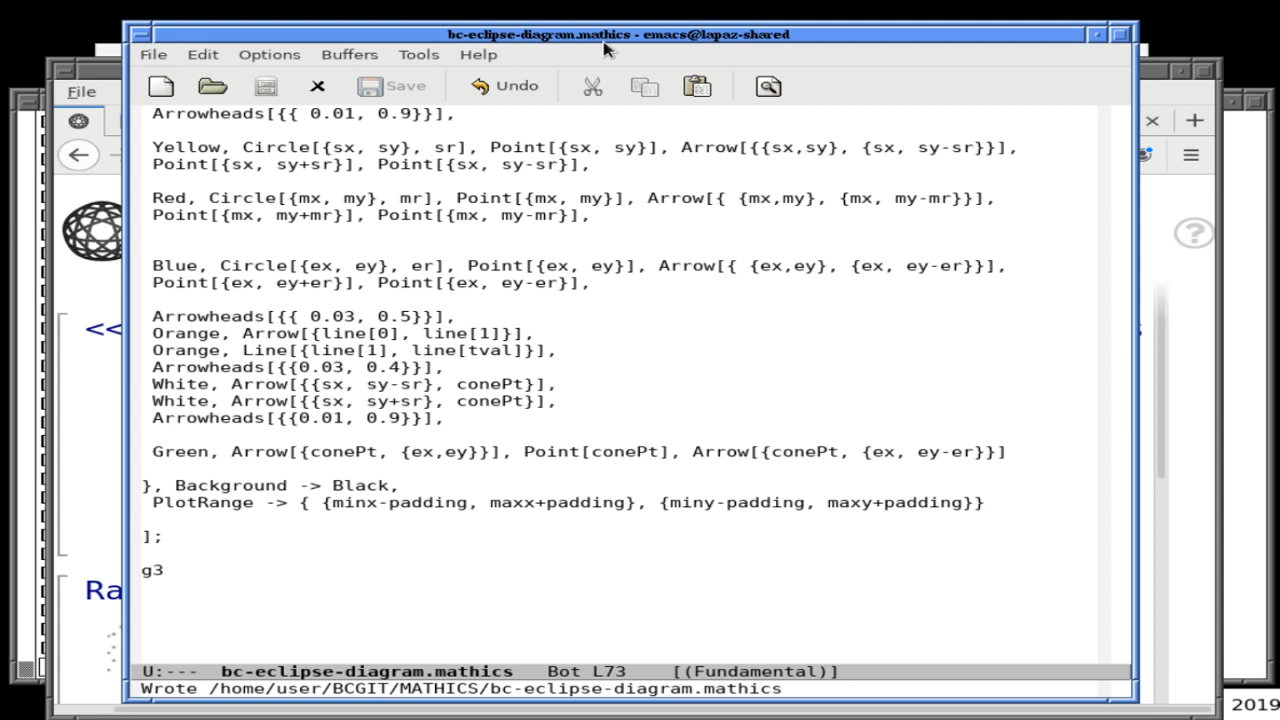 bc-eclipse-diagram.mathics - emacs@lapaz-shared
File Edit Options Buffers Tools Help
Save Undo
File
Arrowheads[{{ 0.01, 0.9}}],
Yellow, Circle[{sx, sy}, sr], Point[{sx, sy}], Arrow[{{sx,sy}, {sx, sy-sr}}],
Point[{sx, sy+sr}], Point[{sx, sy-sr}],
Red, Circle[{mx, my}, mr], Point[{mx, my}], Arrow[{ {mx,my}, {mx, my-mr}}],
Point[{mx, my+mr}], Point[{mx, my-mr}],
Blue, Circle[{ex, ey}, er], Point[{ex, ey}], Arrow[{ {ex,ey}, {ex, ey-er}}],
Point[{ex, ey+er}], Point[{ex, ey-er}],
Arrowheads[{{ 0.03, 0.5}}],
Orange, Arrow[{line[0], line[1]}],
<<
Orange, Line[{line[1], line[tval]}],
Arrowheads[{{0.03, 0.4}}],
White, Arrow[{{sx, sy-sr}, conePt}],
White, Arrow[{{sx, sy+sr}, conePt}],
Arrowheads[{{0.01, 0.9}}],
Green, Arrow[{conePt, {ex,ey}}], Point[conePt], Arrow[{conePt, {ex, ey-er}}]
}, Background -> Black,
PlotRange -> { {minx-padding, maxx+padding}, {miny-padding, maxy+padding}}
];
g3
Ra
U:--- bc-eclipse-diagram.mathics Bot L73 [(Fundamental)]
Wrote /home/user/BCGIT/MATHICS/bc-eclipse-diagram.mathics
2019